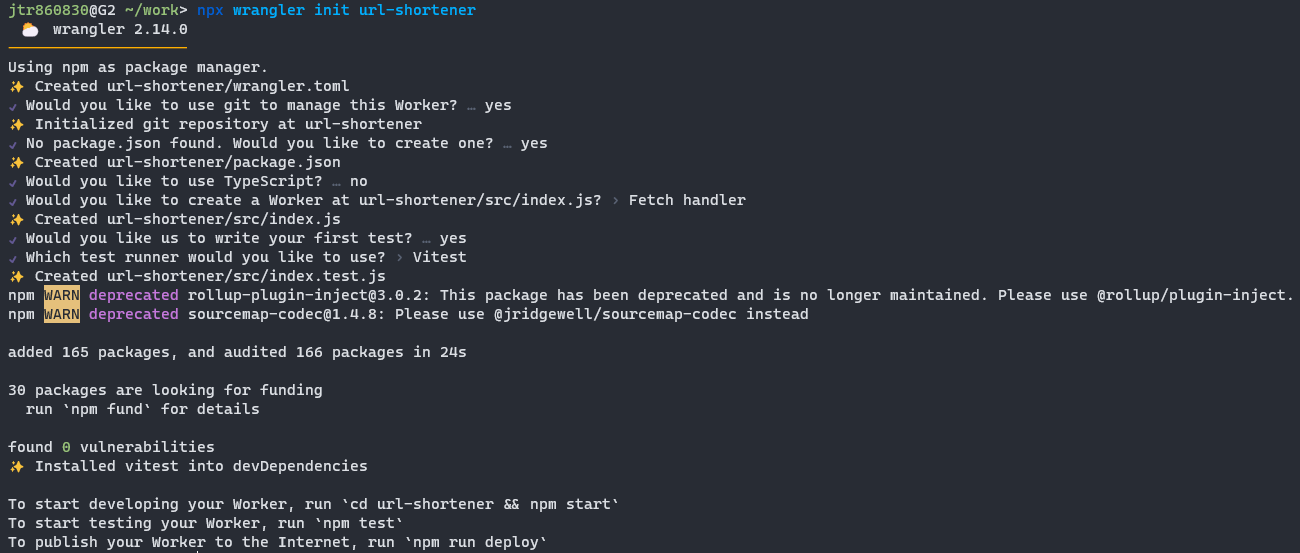 jtr860830@G2 ~/work> npx wrangler init url-shortener
⛅ wrangler 2.14.0
Using npm as package manager.
✨ Created url-shortener/wrangler.toml
✔ Would you like to use git to manage this Worker? … yes
✨ Initialized git repository at url-shortener
✔ No package.json found. Would you like to create one? … yes
✨ Created url-shortener/package.json
✔ Would you like to use TypeScript? … no
✔ Would you like to create a Worker at url-shortener/src/index.js? › Fetch handler
✨ Created url-shortener/src/index.js
✔ Would you like us to write your first test? … yes
✔ Which test runner would you like to use? › Vitest
✨ Created url-shortener/src/index.test.js
npm WARN deprecated rollup-plugin-inject@3.0.2: This package has been deprecated and is no longer maintained. Please use @rollup/plugin-inject.
npm WARN deprecated sourcemap-codec@1.4.8: Please use @jridgewell/sourcemap-codec instead
added 165 packages, and audited 166 packages in 24s
30 packages are looking for funding
run `npm fund` for details
found 0 vulnerabilities
✨ Installed vitest into devDependencies
To start developing your Worker, run `cd url-shortener && npm start`
To start testing your Worker, run `npm test`
To publish your Worker to the Internet, run `npm run deploy`